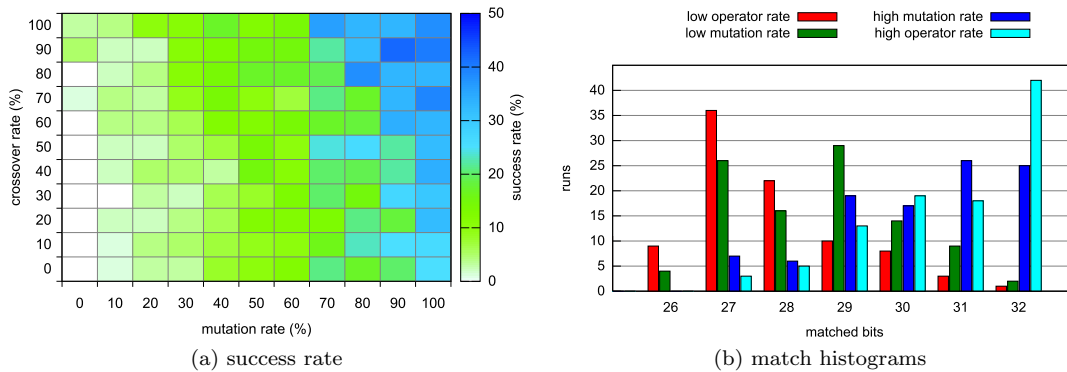 100
90
80
70
60
50
40
30
20
10
0
crossover rate (%)
0 10 20 30 40 50 60 70 80 90 100
mutation rate (%)
50
40
30
20
10
0
success rate (%)
(a) success rate
low operator rate
low mutation rate
high mutation rate
high operator rate
40
35
30
25
20
15
10
5
0
runs
26 27 28 29 30 31 32
matched bits
(b) match histograms